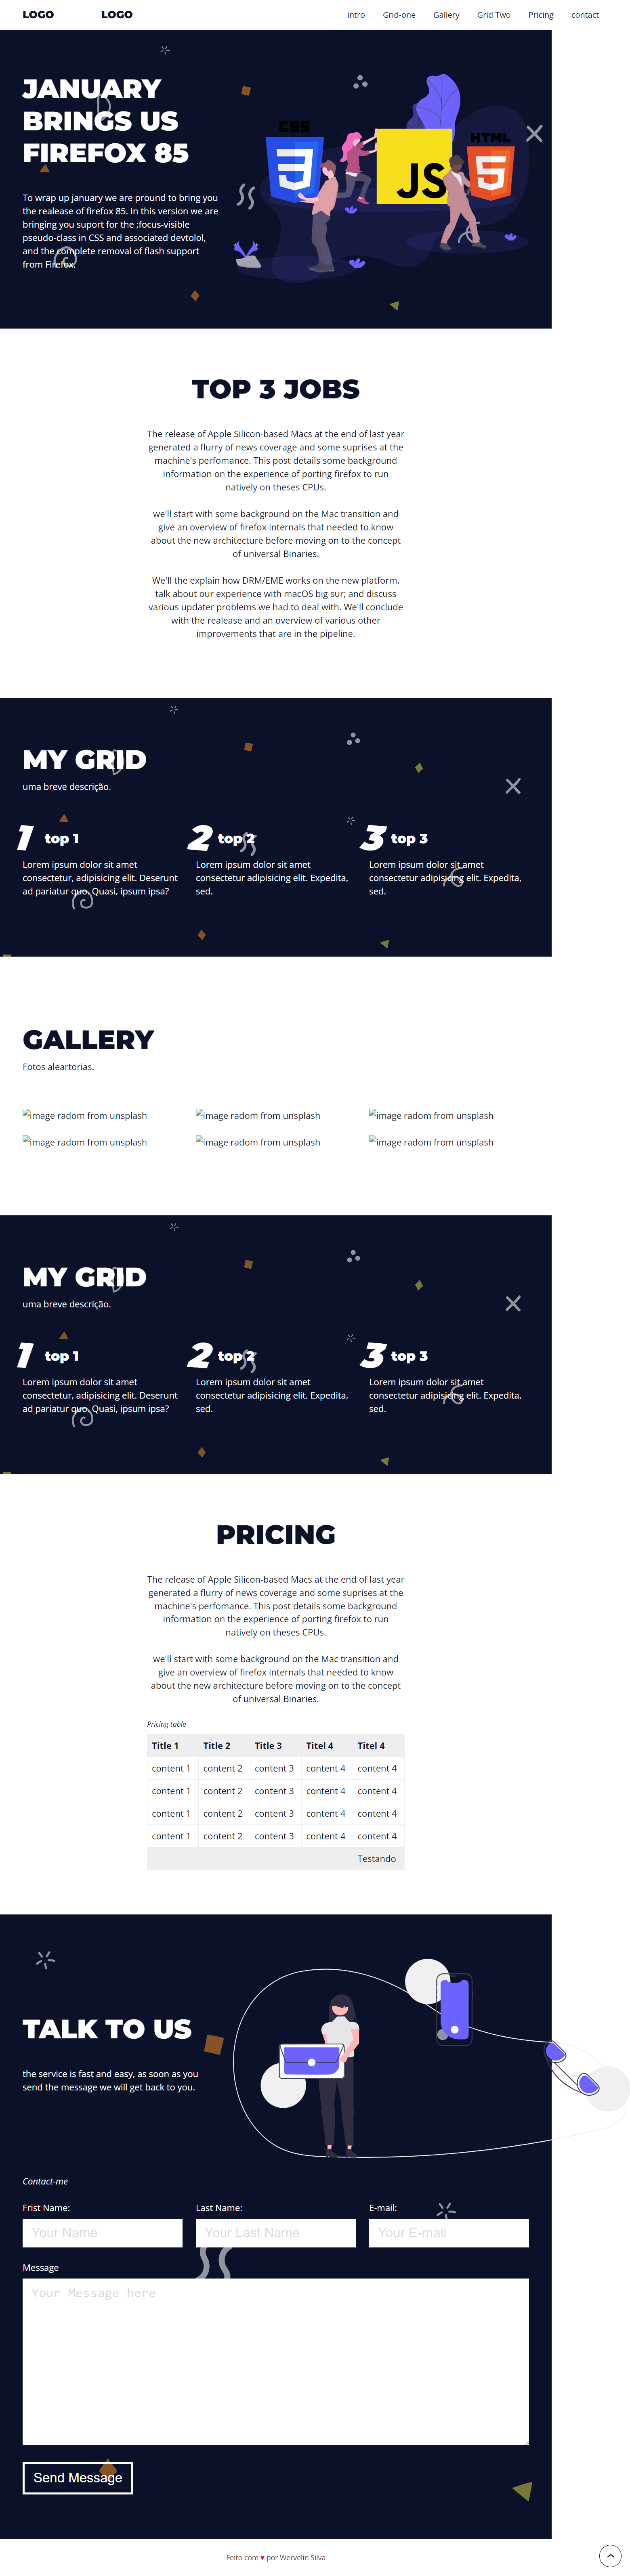 LOGO LOGO intro Grid-one Gallery Grid Two Pricing contact
JANUARY
BRINGS US
FIREFOX 85
To wrap up january we are pround to bring you
the realease of firefox 85. In this version we are
bringing you suport for the ;focus-visible
pseudo-class in CSS and associated devtolol,
and the complete removal of flash support
from Firefox.
CSS
3
JS
HTML
5
TOP 3 JOBS
The release of Apple Silicon-based Macs at the end of last year
generated a flurry of news coverage and some suprises at the
machine's perfomance. This post details some background
information on the experience of porting firefox to run
natively on theses CPUs.
we'll start with some background on the Mac transition and
give an overview of firefox internals that needed to know
about the new architecture before moving on to the concept
of universal Binaries.
We'll the explain how DRM/EME works on the new platform,
talk about our experience with macOS big sur; and discuss
various updater problems we had to deal with. We'll conclude
with the realease and an overview of various other
improvements that are in the pipeline.
MY GRID
uma breve descrição.
1 top 1
Lorem ipsum dolor sit amet
consectetur, adipisicing elit. Deserunt
ad pariatur quo. Quasi, ipsum ipsa?
2 top 2
Lorem ipsum dolor sit amet
consectetur adipisicing elit. Expedita,
sed.
3 top 3
Lorem ipsum dolor sit amet
consectetur adipisicing elit. Expedita,
sed.
GALLERY
Fotos aleartorias.
image radom from unsplash image radom from unsplash image radom from unsplash
image radom from unsplash image radom from unsplash image radom from unsplash
MY GRID
uma breve descrição.
1 top 1
Lorem ipsum dolor sit amet
consectetur, adipisicing elit. Deserunt
ad pariatur quo. Quasi, ipsum ipsa?
2 top 2
Lorem ipsum dolor sit amet
consectetur adipisicing elit. Expedita,
sed.
3 top 3
Lorem ipsum dolor sit amet
consectetur adipisicing elit. Expedita,
sed.
PRICING
The release of Apple Silicon-based Macs at the end of last year
generated a flurry of news coverage and some suprises at the
machine's perfomance. This post details some background
information on the experience of porting firefox to run
natively on theses CPUs.
we'll start with some background on the Mac transition and
give an overview of firefox internals that needed to know
about the new architecture before moving on to the concept
of universal Binaries.
Pricing table
Title 1 Title 2 Title 3 Titel 4 Titel 4
content 1 content 2 content 3 content 4 content 4
content 1 content 2 content 3 content 4 content 4
content 1 content 2 content 3 content 4 content 4
content 1 content 2 content 3 content 4 content 4
Testando
TALK TO US
the service is fast and easy, as soon as you
send the message we will get back to you.
Contact-me
Frist Name: Last Name: E-mail:
Your Name Your Last Name Your E-mail
Message
Your Message here
Send Message
Feito com ♥ por Wervelin Silva